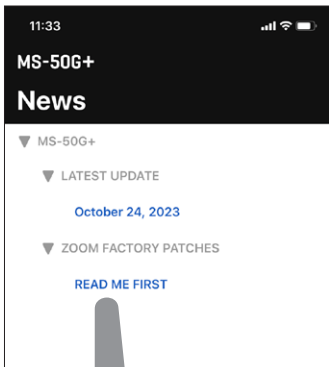 11:33
MS-50G+
News
MS-50G+
LATEST UPDATE
October 24, 2023
ZOOM FACTORY PATCHES
READ ME FIRST